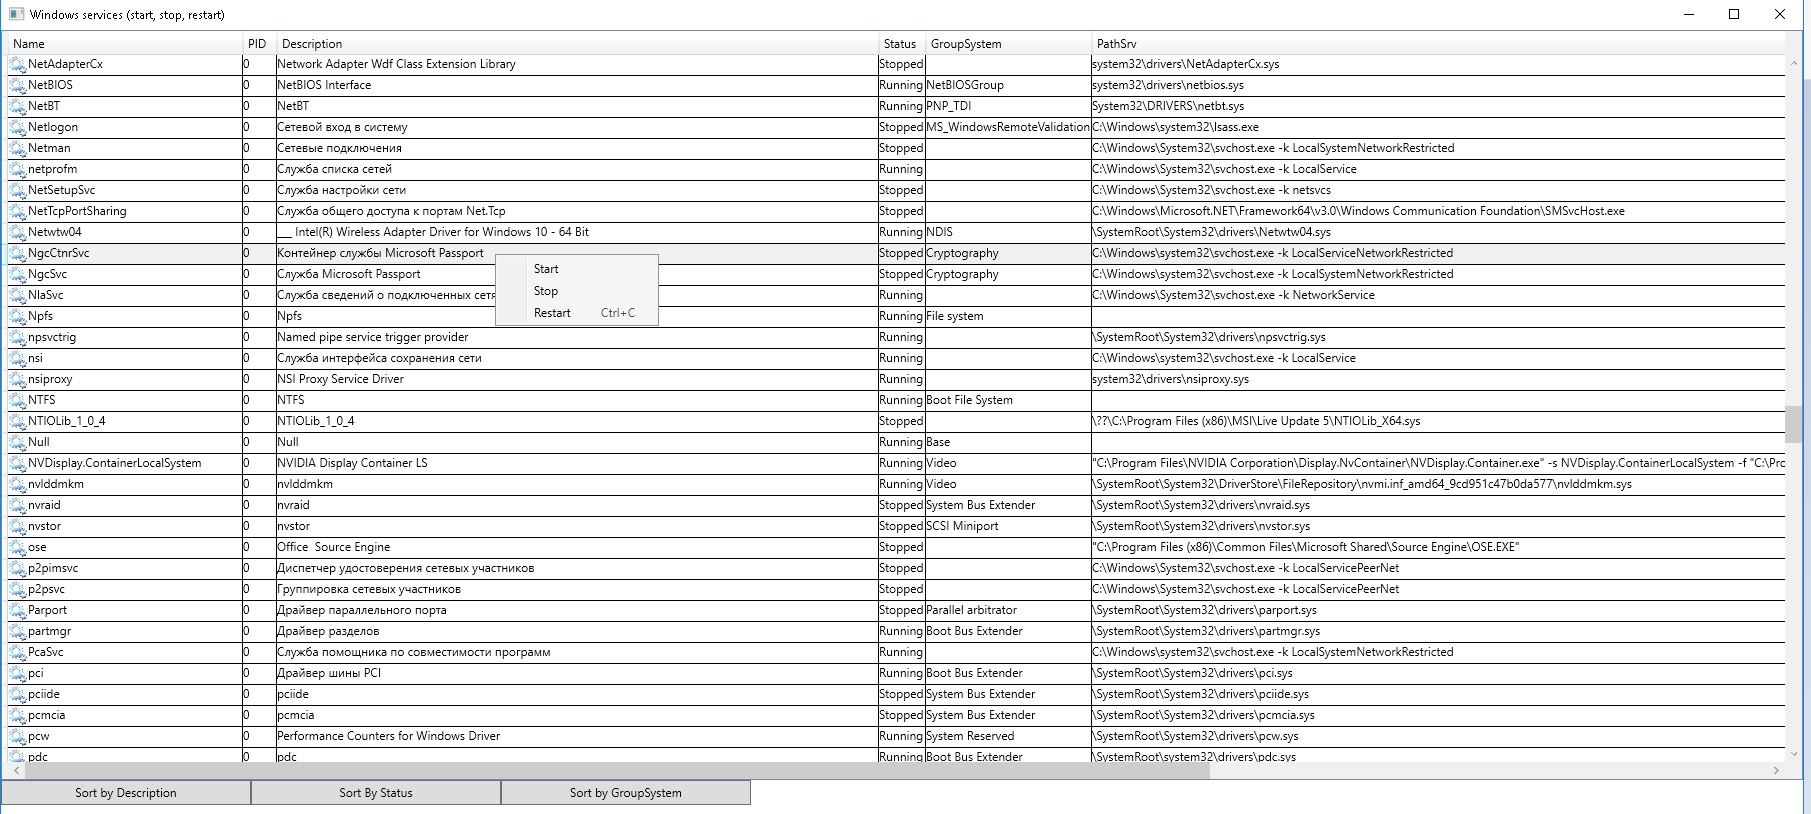 Windows services (start, stop, restart)
Name PID Description Status GroupSystem PathSrv
NetAdapterCx 0 Network Adapter Wdf Class Extension Library Stopped system32\drivers\NetAdapterCx.sys
NetBIOS 0 NetBIOS Interface Running NetBIOSGroup system32\drivers\netbios.sys
NetBT 0 NetBT Running PNP_TDI System32\DRIVERS\netbt.sys
Netlogon 0 Сетевой вход в систему Stopped MS_WindowsRemoteValidation C:\Windows\system32\lsass.exe
Netman 0 Сетевые подключения Stopped C:\Windows\System32\svchost.exe -k LocalSystemNetworkRestricted
netprofm 0 Служба списка сетей Running C:\Windows\System32\svchost.exe -k LocalService
NetSetupSvc 0 Служба настройки сети Stopped C:\Windows\System32\svchost.exe -k netsvcs
NetTcpPortSharing 0 Служба общего доступа к портам Net.Tcp Stopped C:\Windows\Microsoft.NET\Framework64\v3.0\Windows Communication Foundation\SMSvcHost.exe
Netwtw04 0 ___ Intel(R) Wireless Adapter Driver for Windows 10 - 64 Bit Running NDIS \SystemRoot\System32\drivers\Netwtw04.sys
NgcCtnrSvc 0 Контейнер службы Microsoft Passport Stopped Cryptography C:\Windows\system32\svchost.exe -k LocalServiceNetworkRestricted
NgcSvc 0 Служба Microsoft Passport Stopped Cryptography C:\Windows\system32\svchost.exe -k LocalSystemNetworkRestricted
NlaSvc 0 Служба сведений о подключенных сетя Running C:\Windows\System32\svchost.exe -k NetworkService
Npfs 0 Npfs Running File system
npsvctrig 0 Named pipe service trigger provider Running \SystemRoot\System32\drivers\npsvctrig.sys
nsi 0 Служба интерфейса сохранения сети Running C:\Windows\system32\svchost.exe -k LocalService
nsiproxy 0 NSI Proxy Service Driver Running system32\drivers\nsiproxy.sys
NTFS 0 NTFS Running Boot File System
NTIOLib_1_0_4 0 NTIOLib_1_0_4 Stopped \??\C:\Program Files (x86)\MSI\Live Update 5\NTIOLib_X64.sys
Null 0 Null Running Base
NVDisplay.ContainerLocalSystem 0 NVIDIA Display Container LS Running Video "C:\Program Files\NVIDIA Corporation\Display.NvContainer\NVDisplay.Container.exe" -s NVDisplay.ContainerLocalSystem -f "C:\Prc
nvlddmkm 0 nvlddmkm Running Video \SystemRoot\System32\DriverStore\FileRepository\nvmi.inf_amd64_9cd951c47b0da577\nvlddmkm.sys
nvraid 0 nvraid Stopped System Bus Extender \SystemRoot\System32\drivers\nvraid.sys
nvstor 0 nvstor Stopped SCSI Miniport \SystemRoot\System32\drivers\nvstor.sys
ose 0 Office  Source Engine Stopped "C:\Program Files (x86)\Common Files\Microsoft Shared\Source Engine\OSE.EXE"
p2pimsvc 0 Диспетчер удостоверения сетевых участников Stopped C:\Windows\System32\svchost.exe -k LocalServicePeerNet
p2psvc 0 Группировка сетевых участников Stopped C:\Windows\System32\svchost.exe -k LocalServicePeerNet
Parport 0 Драйвер параллельного порта Stopped Parallel arbitrator \SystemRoot\System32\drivers\parport.sys
partmgr 0 Драйвер разделов Running Boot Bus Extender \SystemRoot\System32\drivers\partmgr.sys
PcaSvc 0 Служба помощника по совместимости программ Running C:\Windows\system32\svchost.exe -k LocalSystemNetworkRestricted
pci 0 Драйвер шины PCI Running Boot Bus Extender \SystemRoot\System32\drivers\pci.sys
pciide 0 pciide Stopped System Bus Extender \SystemRoot\System32\drivers\pciide.sys
pcmcia 0 pcmcia Stopped System Bus Extender \SystemRoot\System32\drivers\pcmcia.sys
pcw 0 Performance Counters for Windows Driver Running System Reserved \SystemRoot\System32\drivers\pcw.sys
pdc 0 pdc Running Boot Bus Extender \SystemRoot\system32\drivers\pdc.sys
Start
Stop
Restart Ctrl+C
Sort by Description Sort By Status Sort by GroupSystem